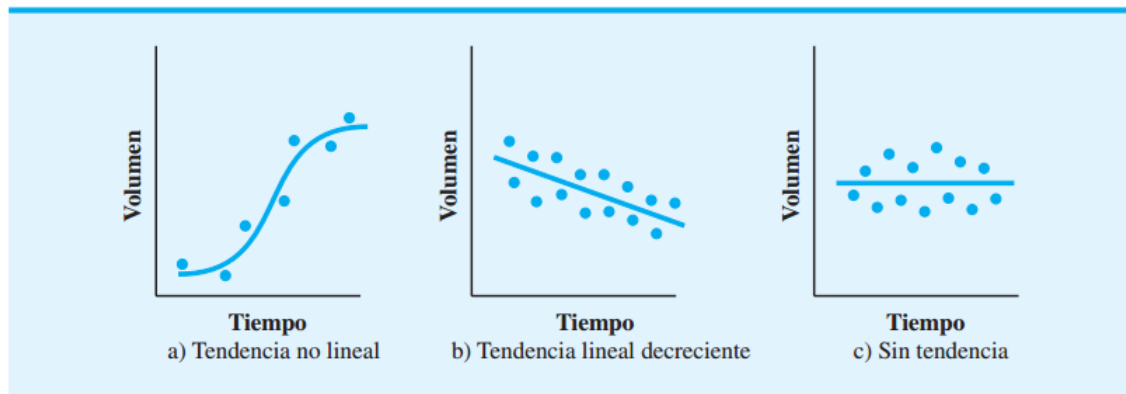 Volumen
Tiempo
a) Tendencia no lineal
Volumen
Tiempo
b) Tendencia lineal decreciente
Volumen
Tiempo
c) Sin tendencia